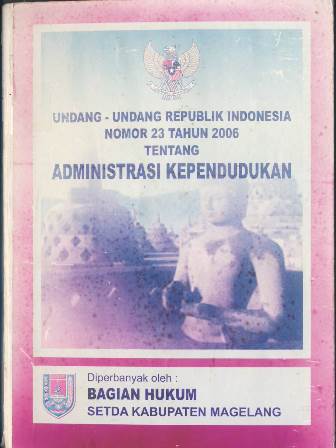 UNDANG - UNDANG REPUBLIK INDONESIA
NOMOR 23 TAHUN 2006
TENTANG
ADMINISTRASI KEPENDUDUKAN
Diperbanyak oleh :
BAGIAN HUKUM
SETDA KABUPATEN MAGELANG